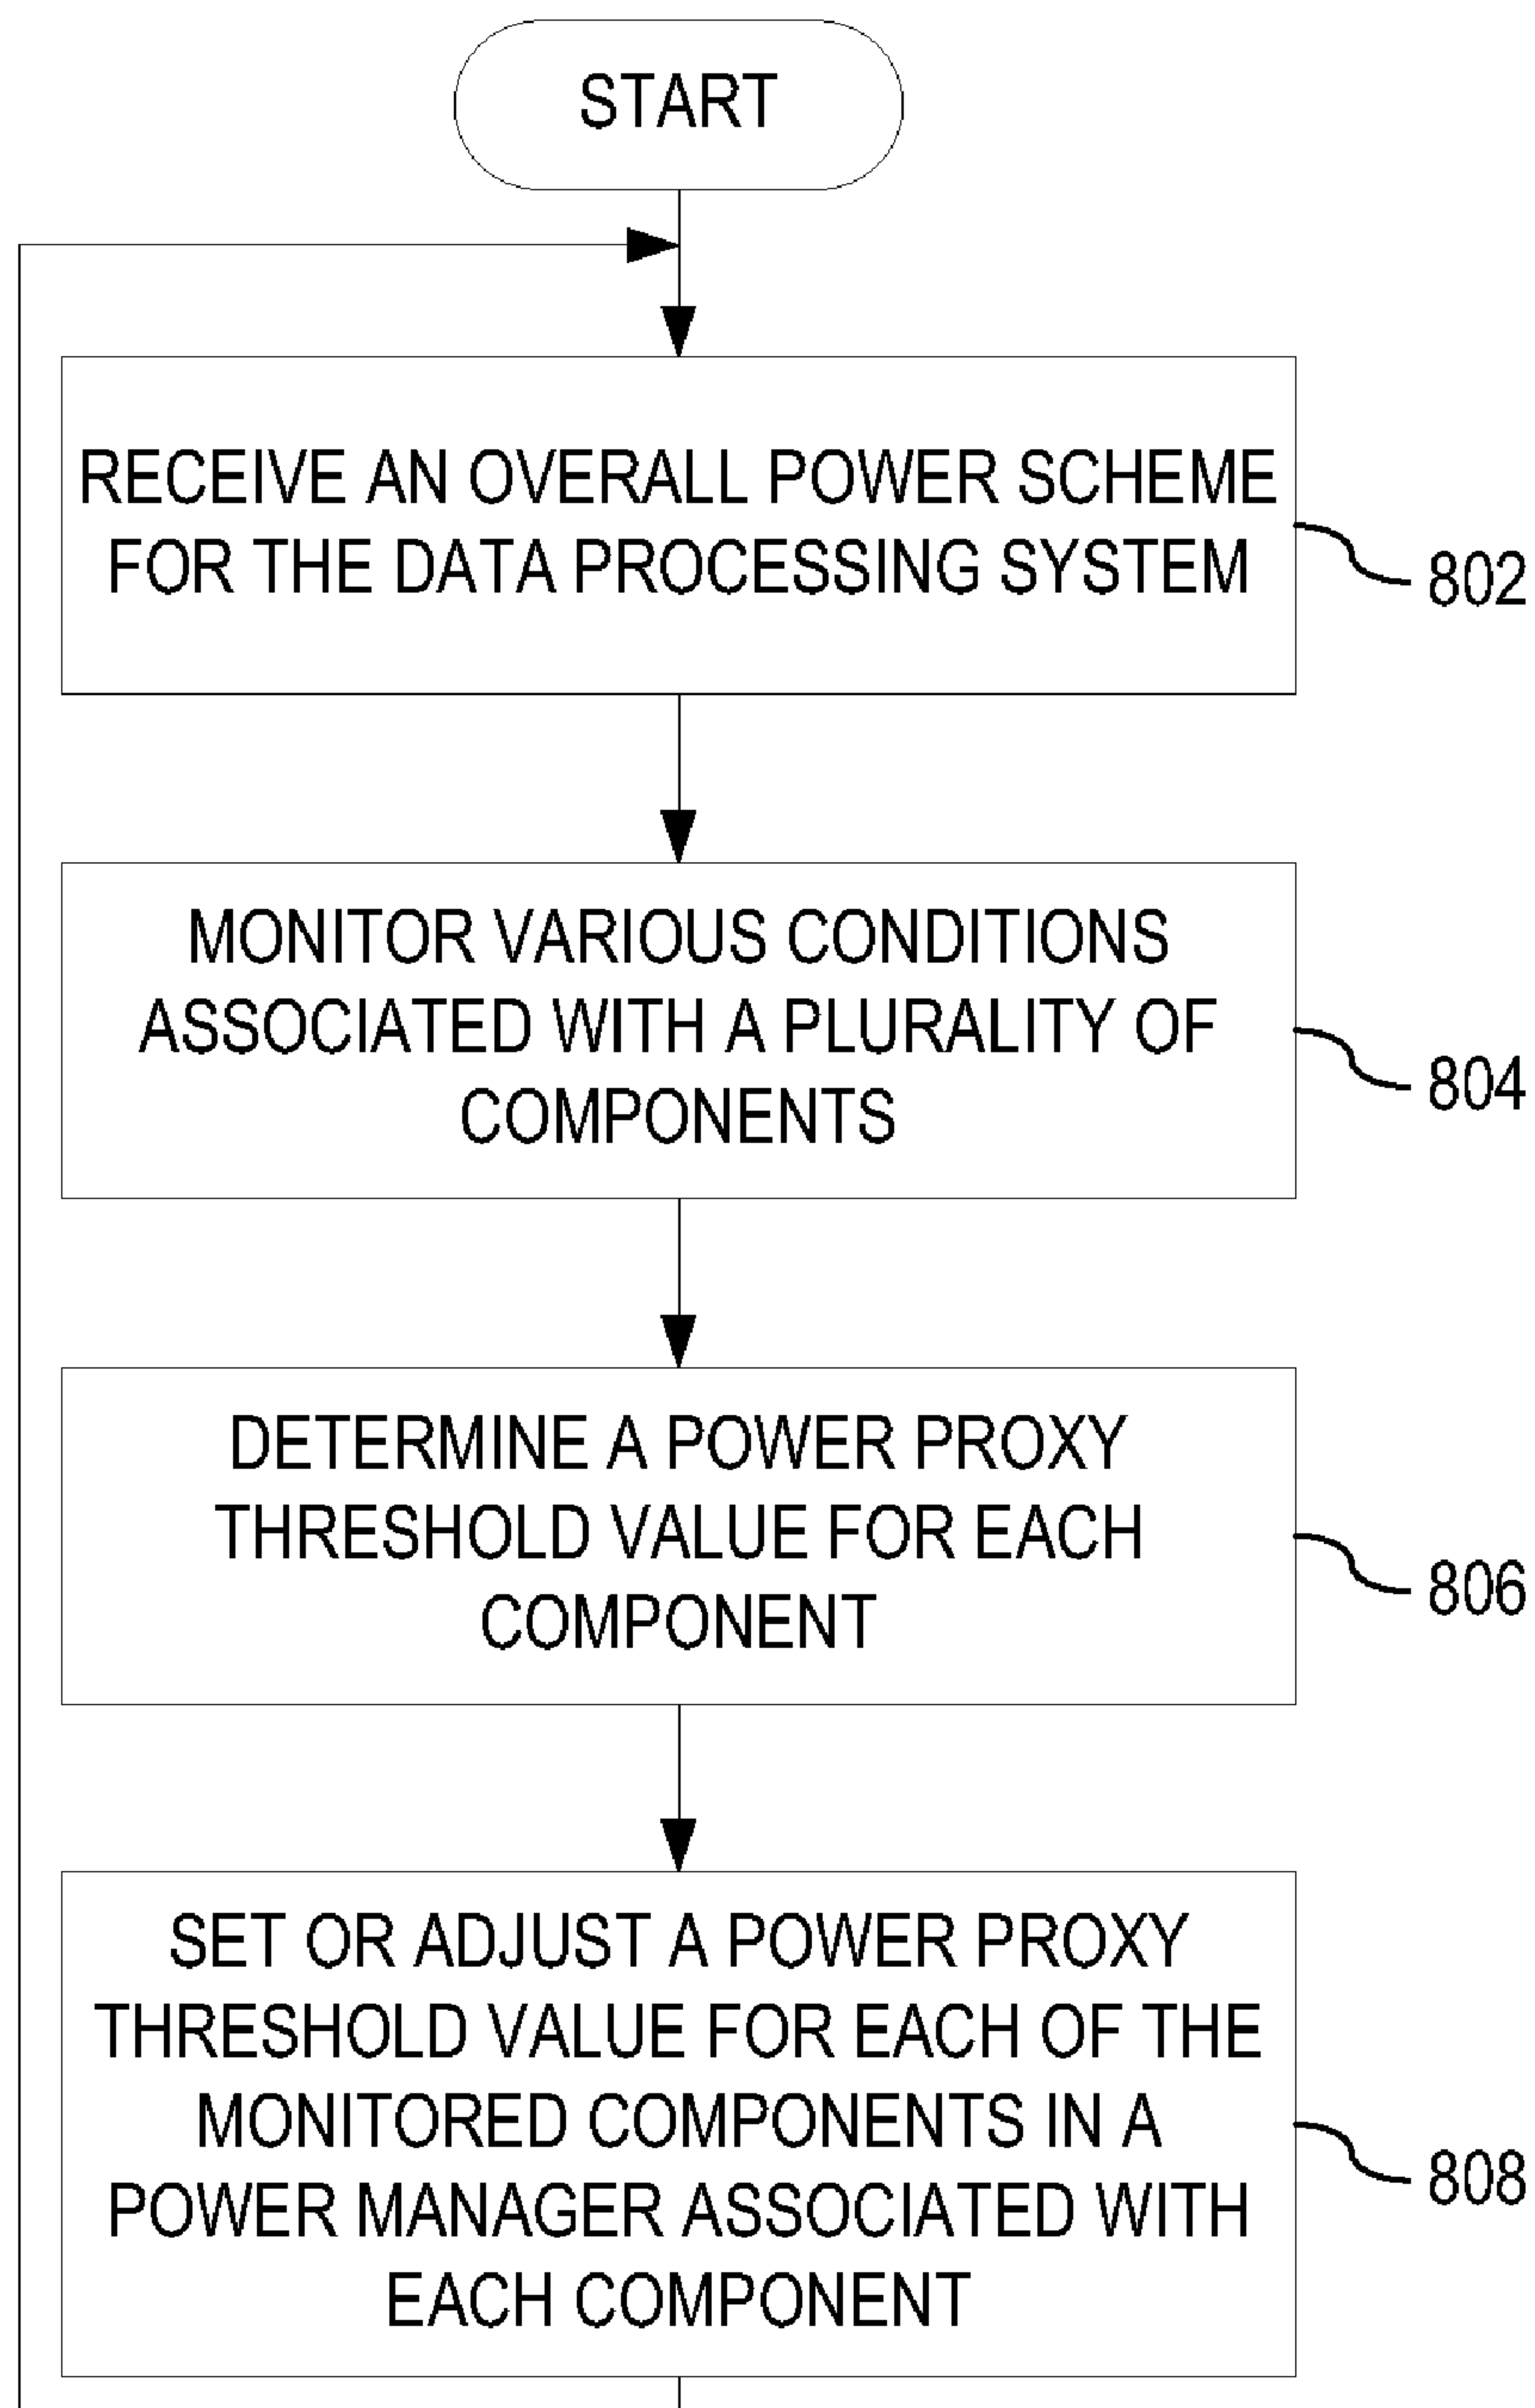 START
RECEIVE AN OVERALL POWER SCHEME
FOR THE DATA PROCESSING SYSTEM
802
MONITOR VARIOUS CONDITIONS
ASSOCIATED WITH A PLURALITY OF
COMPONENTS
804
DETERMINE A POWER PROXY
THRESHOLD VALUE FOR EACH
COMPONENT
806
SET OR ADJUST A POWER PROXY
THRESHOLD VALUE FOR EACH OF THE
MONITORED COMPONENTS IN A
POWER MANAGER ASSOCIATED WITH
EACH COMPONENT
808